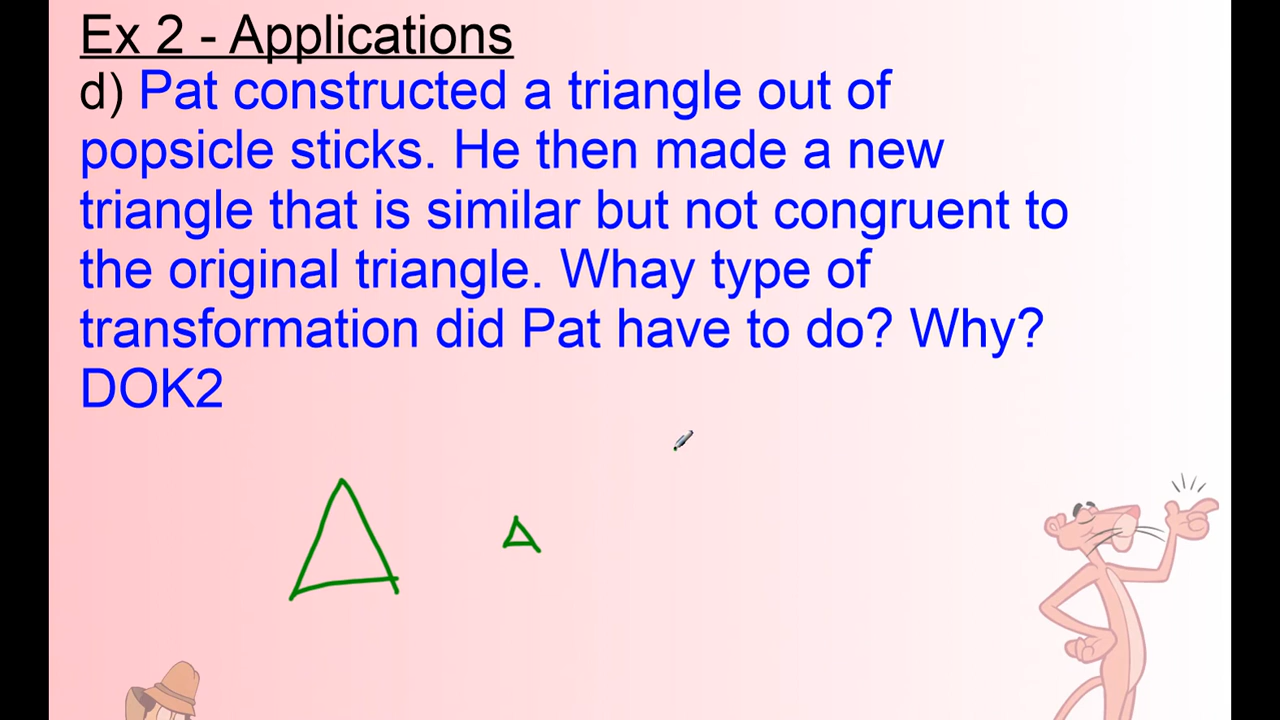 Ex 2 - Applications
d) Pat constructed a triangle out of
popsicle sticks. He then made a new
triangle that is similar but not congruent to
the original triangle. Whay type of
transformation did Pat have to do? Why?
DOK2